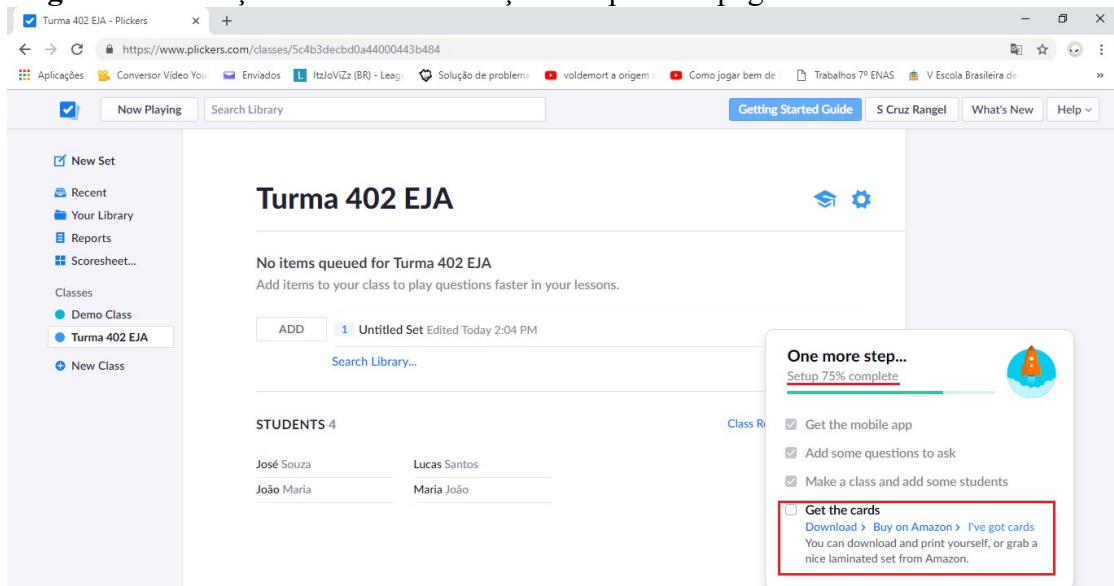 Turma 402 EJA - Plickers
https://www.plickers.com/classes/5c4b3decbd0a44000443b484
Aplicações Conversor Vídeo You Enviados ItzJoViZz (BR) - Leagu Solução de problema voldemort a origem Como jogar bem de Trabalhos 7º ENAS V Escola Brasileira de
Now Playing Search Library Getting Started Guide S Cruz Rangel What's New Help
New Set
Recent
Your Library
Reports
Scoresheet...
Classes
Demo Class
Turma 402 EJA
New Class
Turma 402 EJA
No items queued for Turma 402 EJA
Add items to your class to play questions faster in your lessons.
ADD 1 Untitled Set Edited Today 2:04 PM
Search Library...
STUDENTS 4 Class Re
José Souza Lucas Santos
João Maria Maria João
One more step...
Setup 75% complete
Get the mobile app
Add some questions to ask
Make a class and add some students
Get the cards
Download > Buy on Amazon > I've got cards
You can download and print yourself, or grab a
nice laminated set from Amazon.